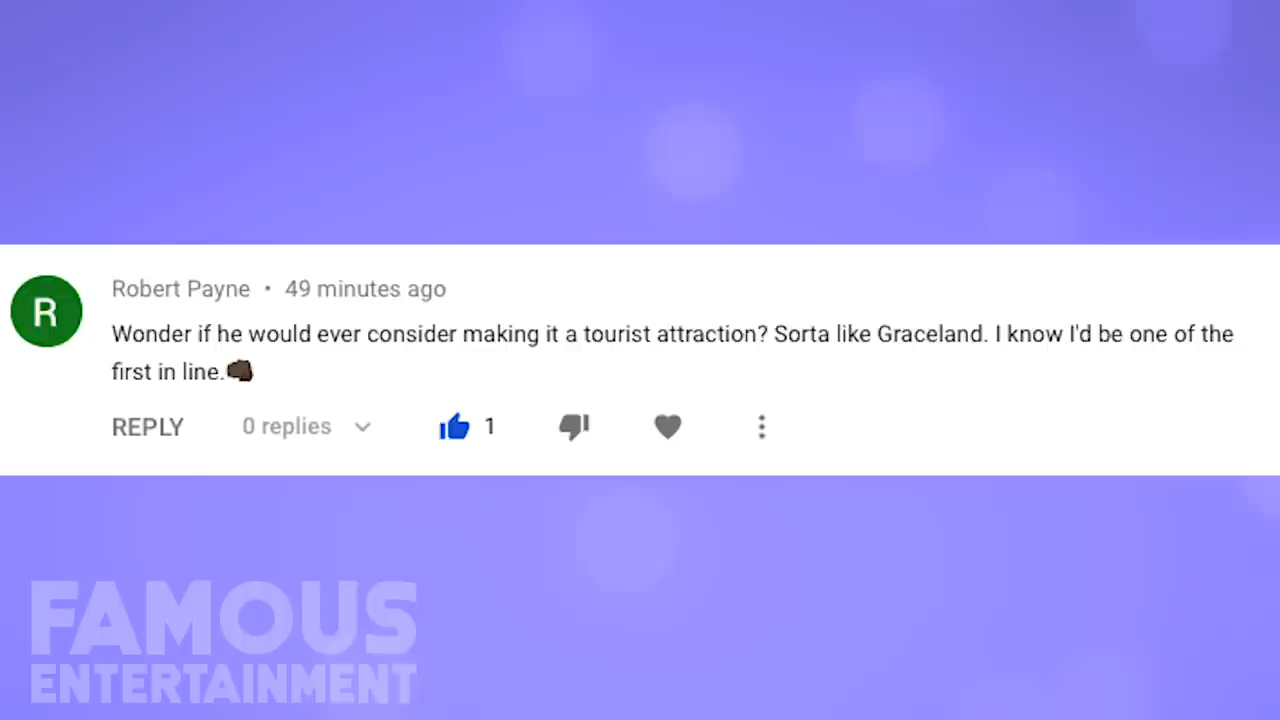 R
Robert Payne • 49 minutes ago
Wonder if he would ever consider making it a tourist attraction? Sorta like Graceland. I know I'd be one of the
first in line.👊🏿
REPLY 0 replies 1
FAMOUS
ENTERTAINMENT